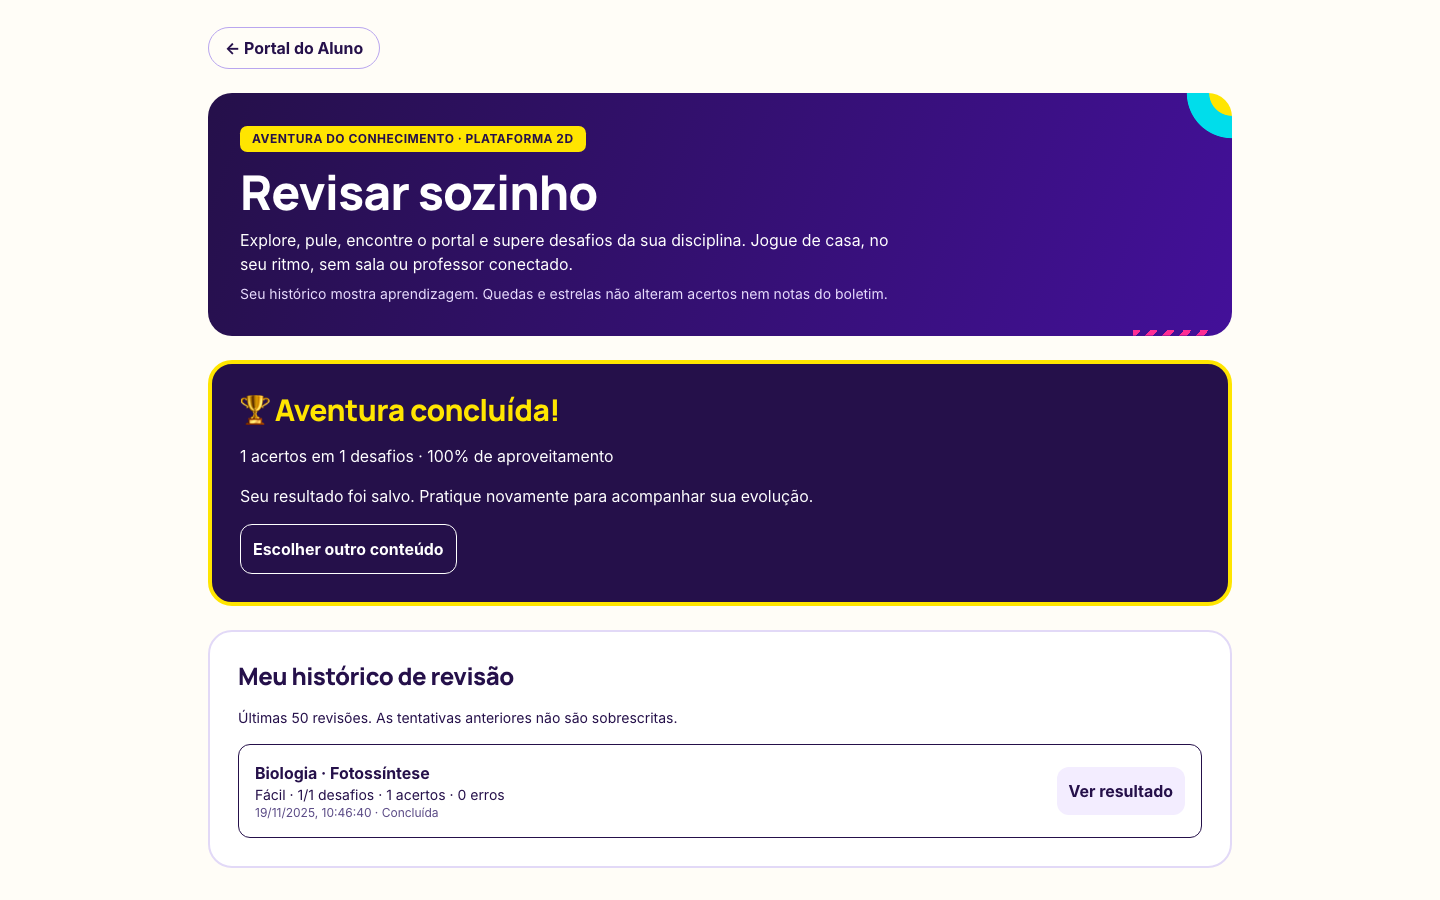 ← Portal do Aluno
AVENTURA DO CONHECIMENTO · PLATAFORMA 2D
Revisar sozinho
Explore, pule, encontre o portal e supere desafios da sua disciplina. Jogue de casa, no
seu ritmo, sem sala ou professor conectado.
Seu histórico mostra aprendizagem. Quedas e estrelas não alteram acertos nem notas do boletim.
🏆 Aventura concluída!
1 acertos em 1 desafios · 100% de aproveitamento
Seu resultado foi salvo. Pratique novamente para acompanhar sua evolução.
Escolher outro conteúdo
Meu histórico de revisão
Últimas 50 revisões. As tentativas anteriores não são sobrescritas.
Biologia · Fotossíntese
Fácil · 1/1 desafios · 1 acertos · 0 erros
19/11/2025, 10:46:40 · Concluída
Ver resultado